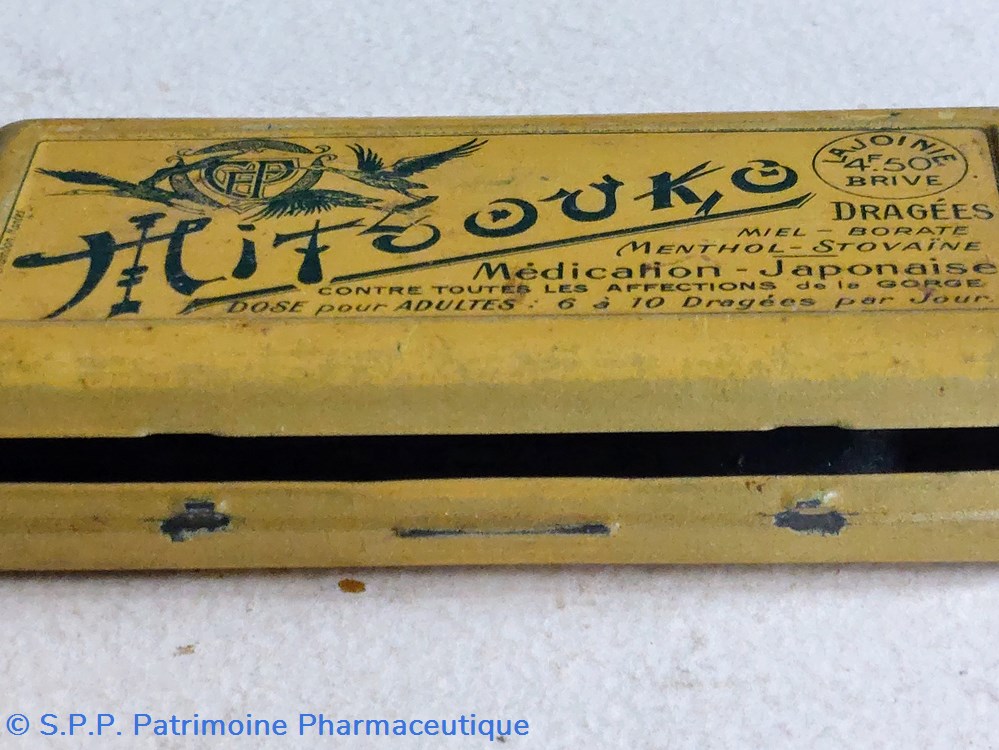 MITSOUKO
LAJOINIE
4F.50
BRIVE
DRAGÉES
MIEL - BORATE
MENTHOL - STOVAÏNE
Médication - Japonaise
CONTRE TOUTES LES AFFECTIONS de la GORGE
DOSE pour ADULTES : 6 à 10 Dragées par Jour.
© S.P.P. Patrimoine Pharmaceutique